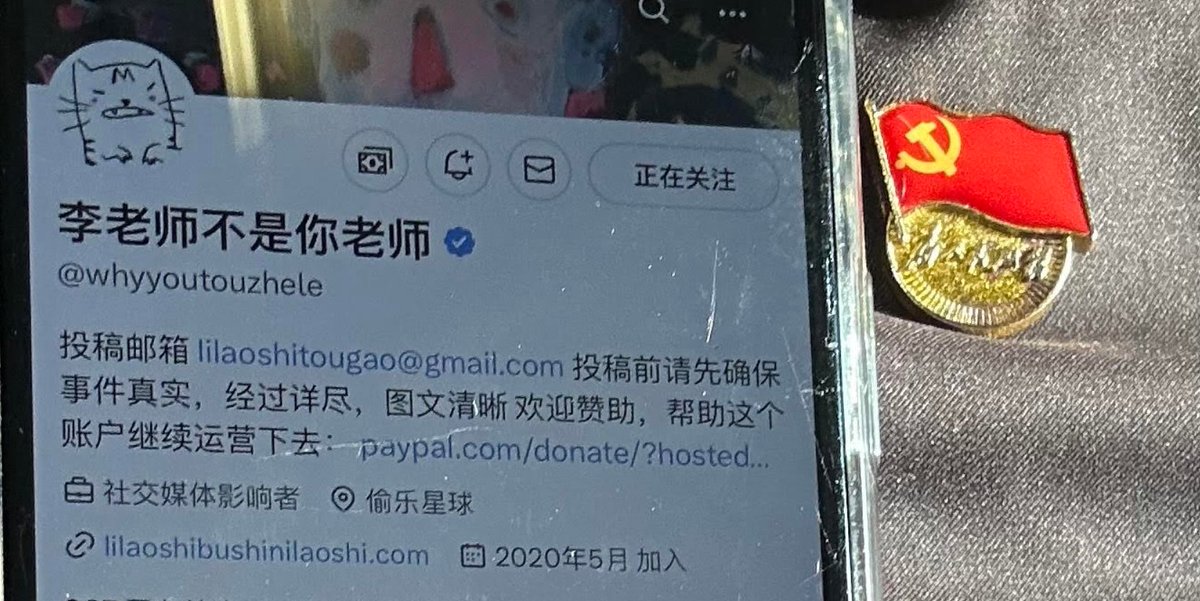 正在关注
李老师不是你老师
@whyyoutouzhele
投稿邮箱 lilaoshitougao@gmail.com 投稿前请先确保
事件真实，经过详尽，图文清晰 欢迎赞助，帮助这个
账户继续运营下去： paypal.com/donate/?hosted...
社交媒体影响者 偷乐星球
lilaoshibushinilaoshi.com 2020年5月 加入